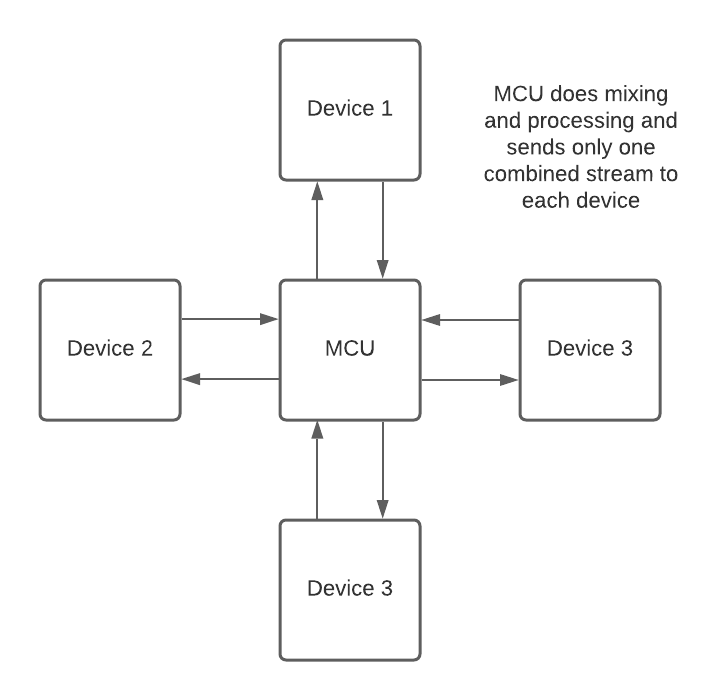 Device 1
MCU does mixing
and processing and
sends only one
combined stream to
each device
Device 2
MCU
Device 3
Device 3